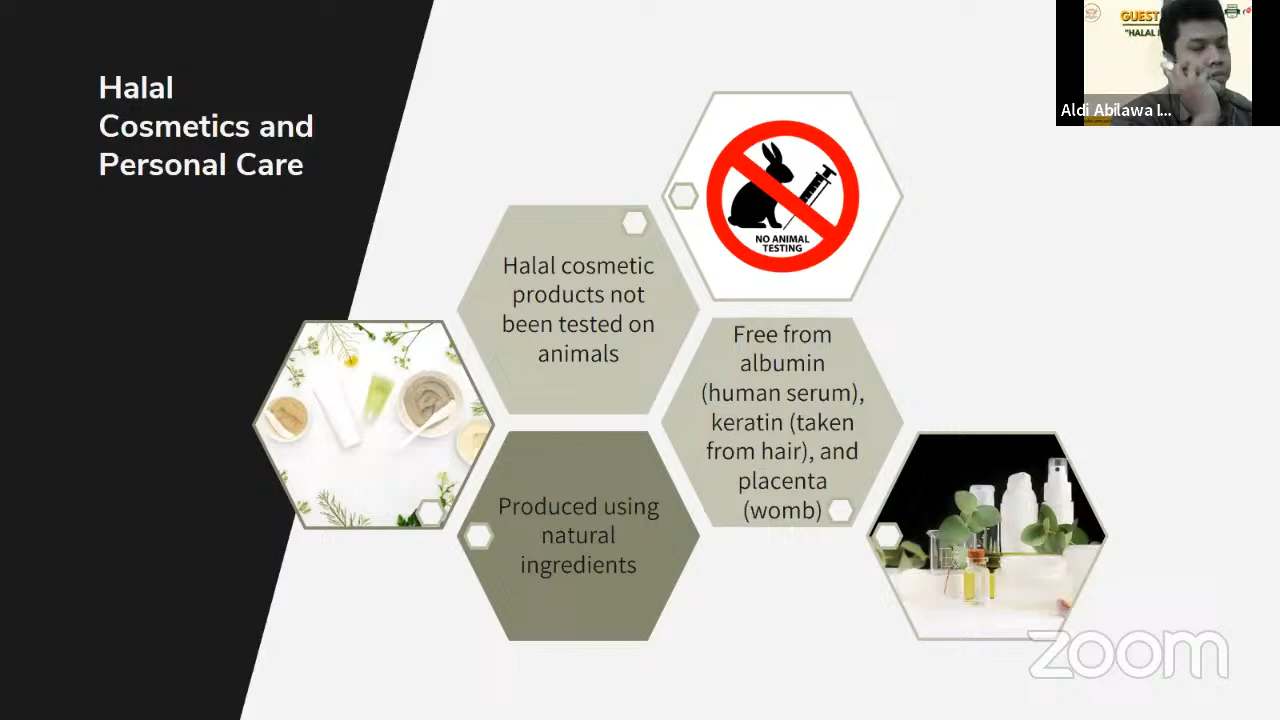 Halal
Cosmetics and
Personal Care
GUEST
"HALAL
Aldi Abilawa I...
NO ANIMAL
TESTING
Halal cosmetic
products not
been tested on
animals
Free from
albumin
(human serum),
keratin (taken
from hair), and
placenta
(womb)
Produced using
natural
ingredients
zoom